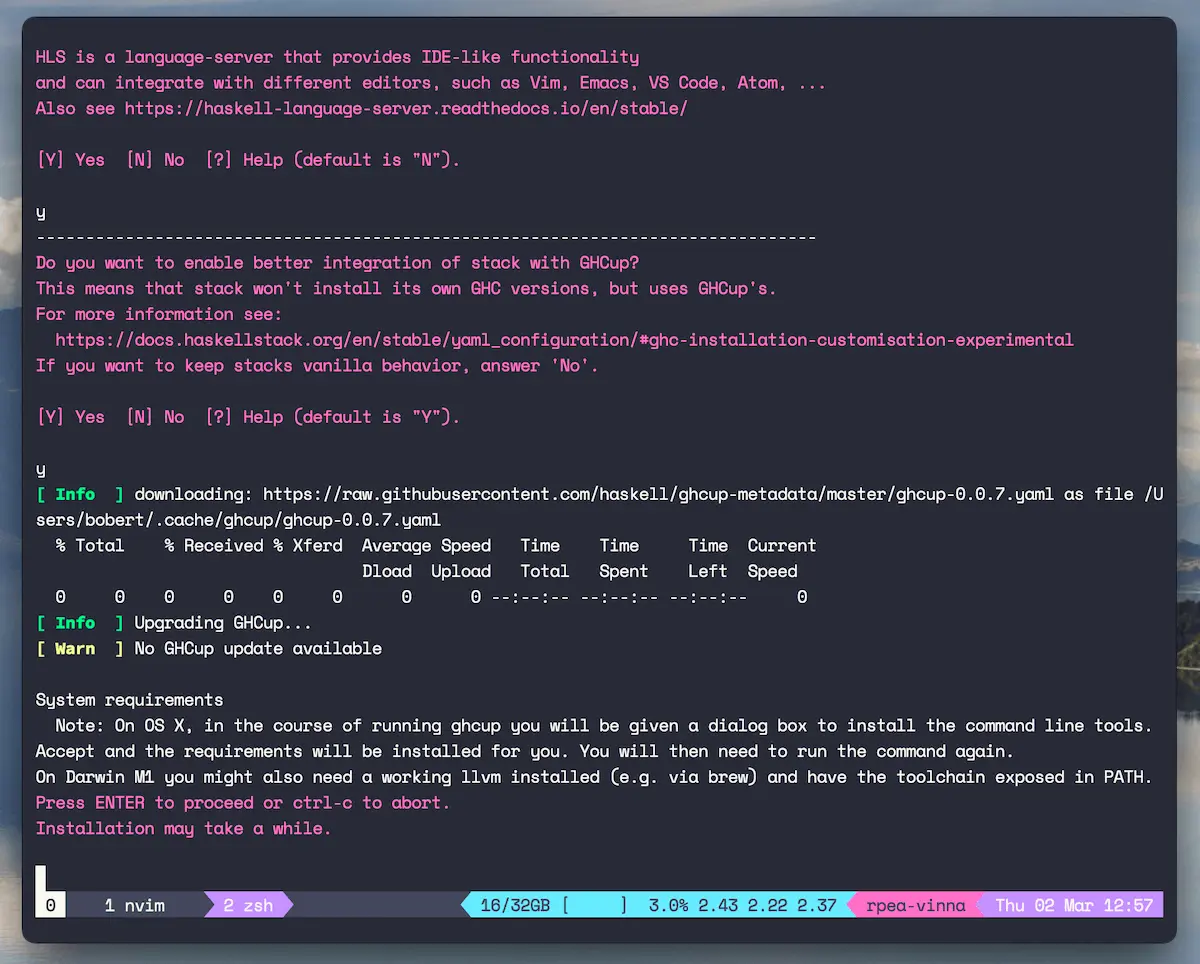 HLS is a language-server that provides IDE-like functionality
and can integrate with different editors, such as Vim, Emacs, VS Code, Atom, ...
Also see https://haskell-language-server.readthedocs.io/en/stable/
[Y] Yes  [N] No  [?] Help (default is "N").
y
-------------------------------------------------------------------------------
Do you want to enable better integration of stack with GHCup?
This means that stack won't install its own GHC versions, but uses GHCup's.
For more information see:
  https://docs.haskellstack.org/en/stable/yaml_configuration/#ghc-installation-customisation-experimental
If you want to keep stacks vanilla behavior, answer 'No'.
[Y] Yes  [N] No  [?] Help (default is "Y").
y
[ Info  ] downloading: https://raw.githubusercontent.com/haskell/ghcup-metadata/master/ghcup-0.0.7.yaml as file /U
sers/bobert/.cache/ghcup/ghcup-0.0.7.yaml
  % Total    % Received % Xferd  Average Speed   Time    Time     Time  Current
                                 Dload  Upload   Total   Spent    Left  Speed
  0     0    0     0    0     0      0      0 --:--:-- --:--:-- --:--:--     0
[ Info  ] Upgrading GHCup...
[ Warn  ] No GHCup update available
System requirements
  Note: On OS X, in the course of running ghcup you will be given a dialog box to install the command line tools.
Accept and the requirements will be installed for you. You will then need to run the command again.
On Darwin M1 you might also need a working llvm installed (e.g. via brew) and have the toolchain exposed in PATH.
Press ENTER to proceed or ctrl-c to abort.
Installation may take a while.
0 1 nvim 2 zsh 16/32GB [     ] 3.0% 2.43 2.22 2.37 rpea-vinna Thu 02 Mar 12:57